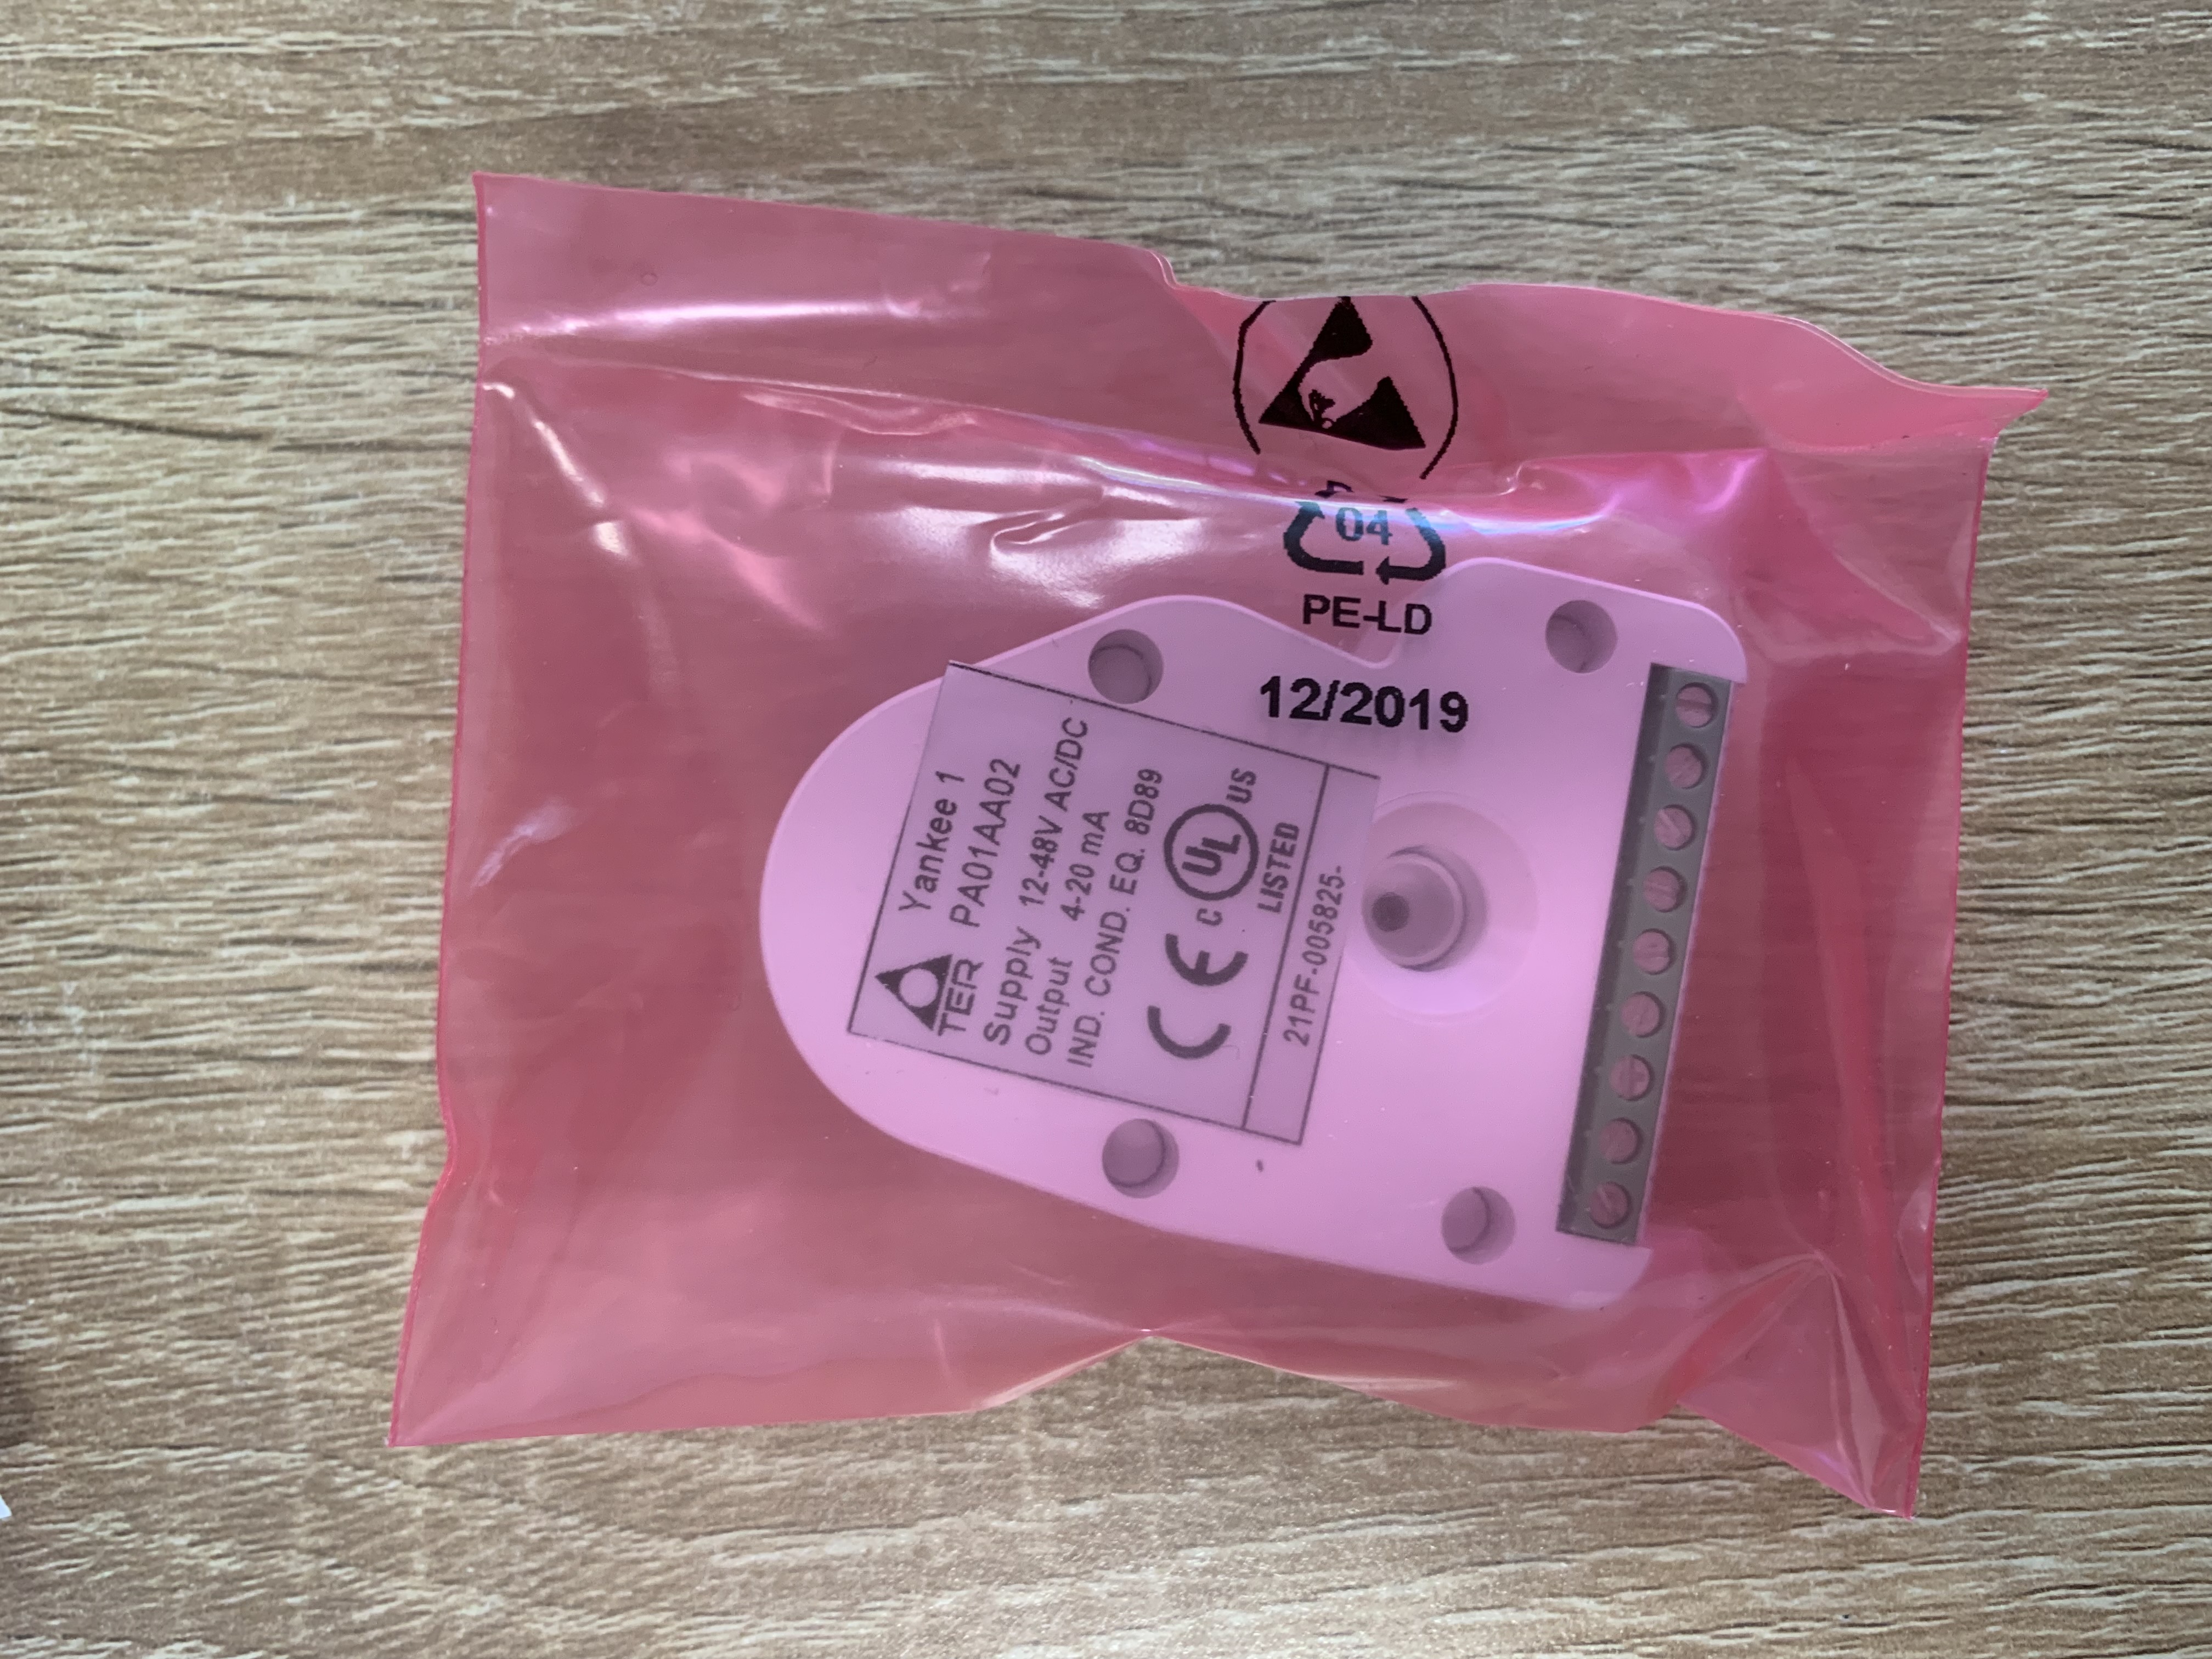 04
PE-LD
12/2019
TER
Yankee 1
PA01AA02
Supply 12-48V AC/DC
Output 4-20 mA
IND. COND. EQ. 8D89
CE
C UL US
LISTED
21PF-005825-